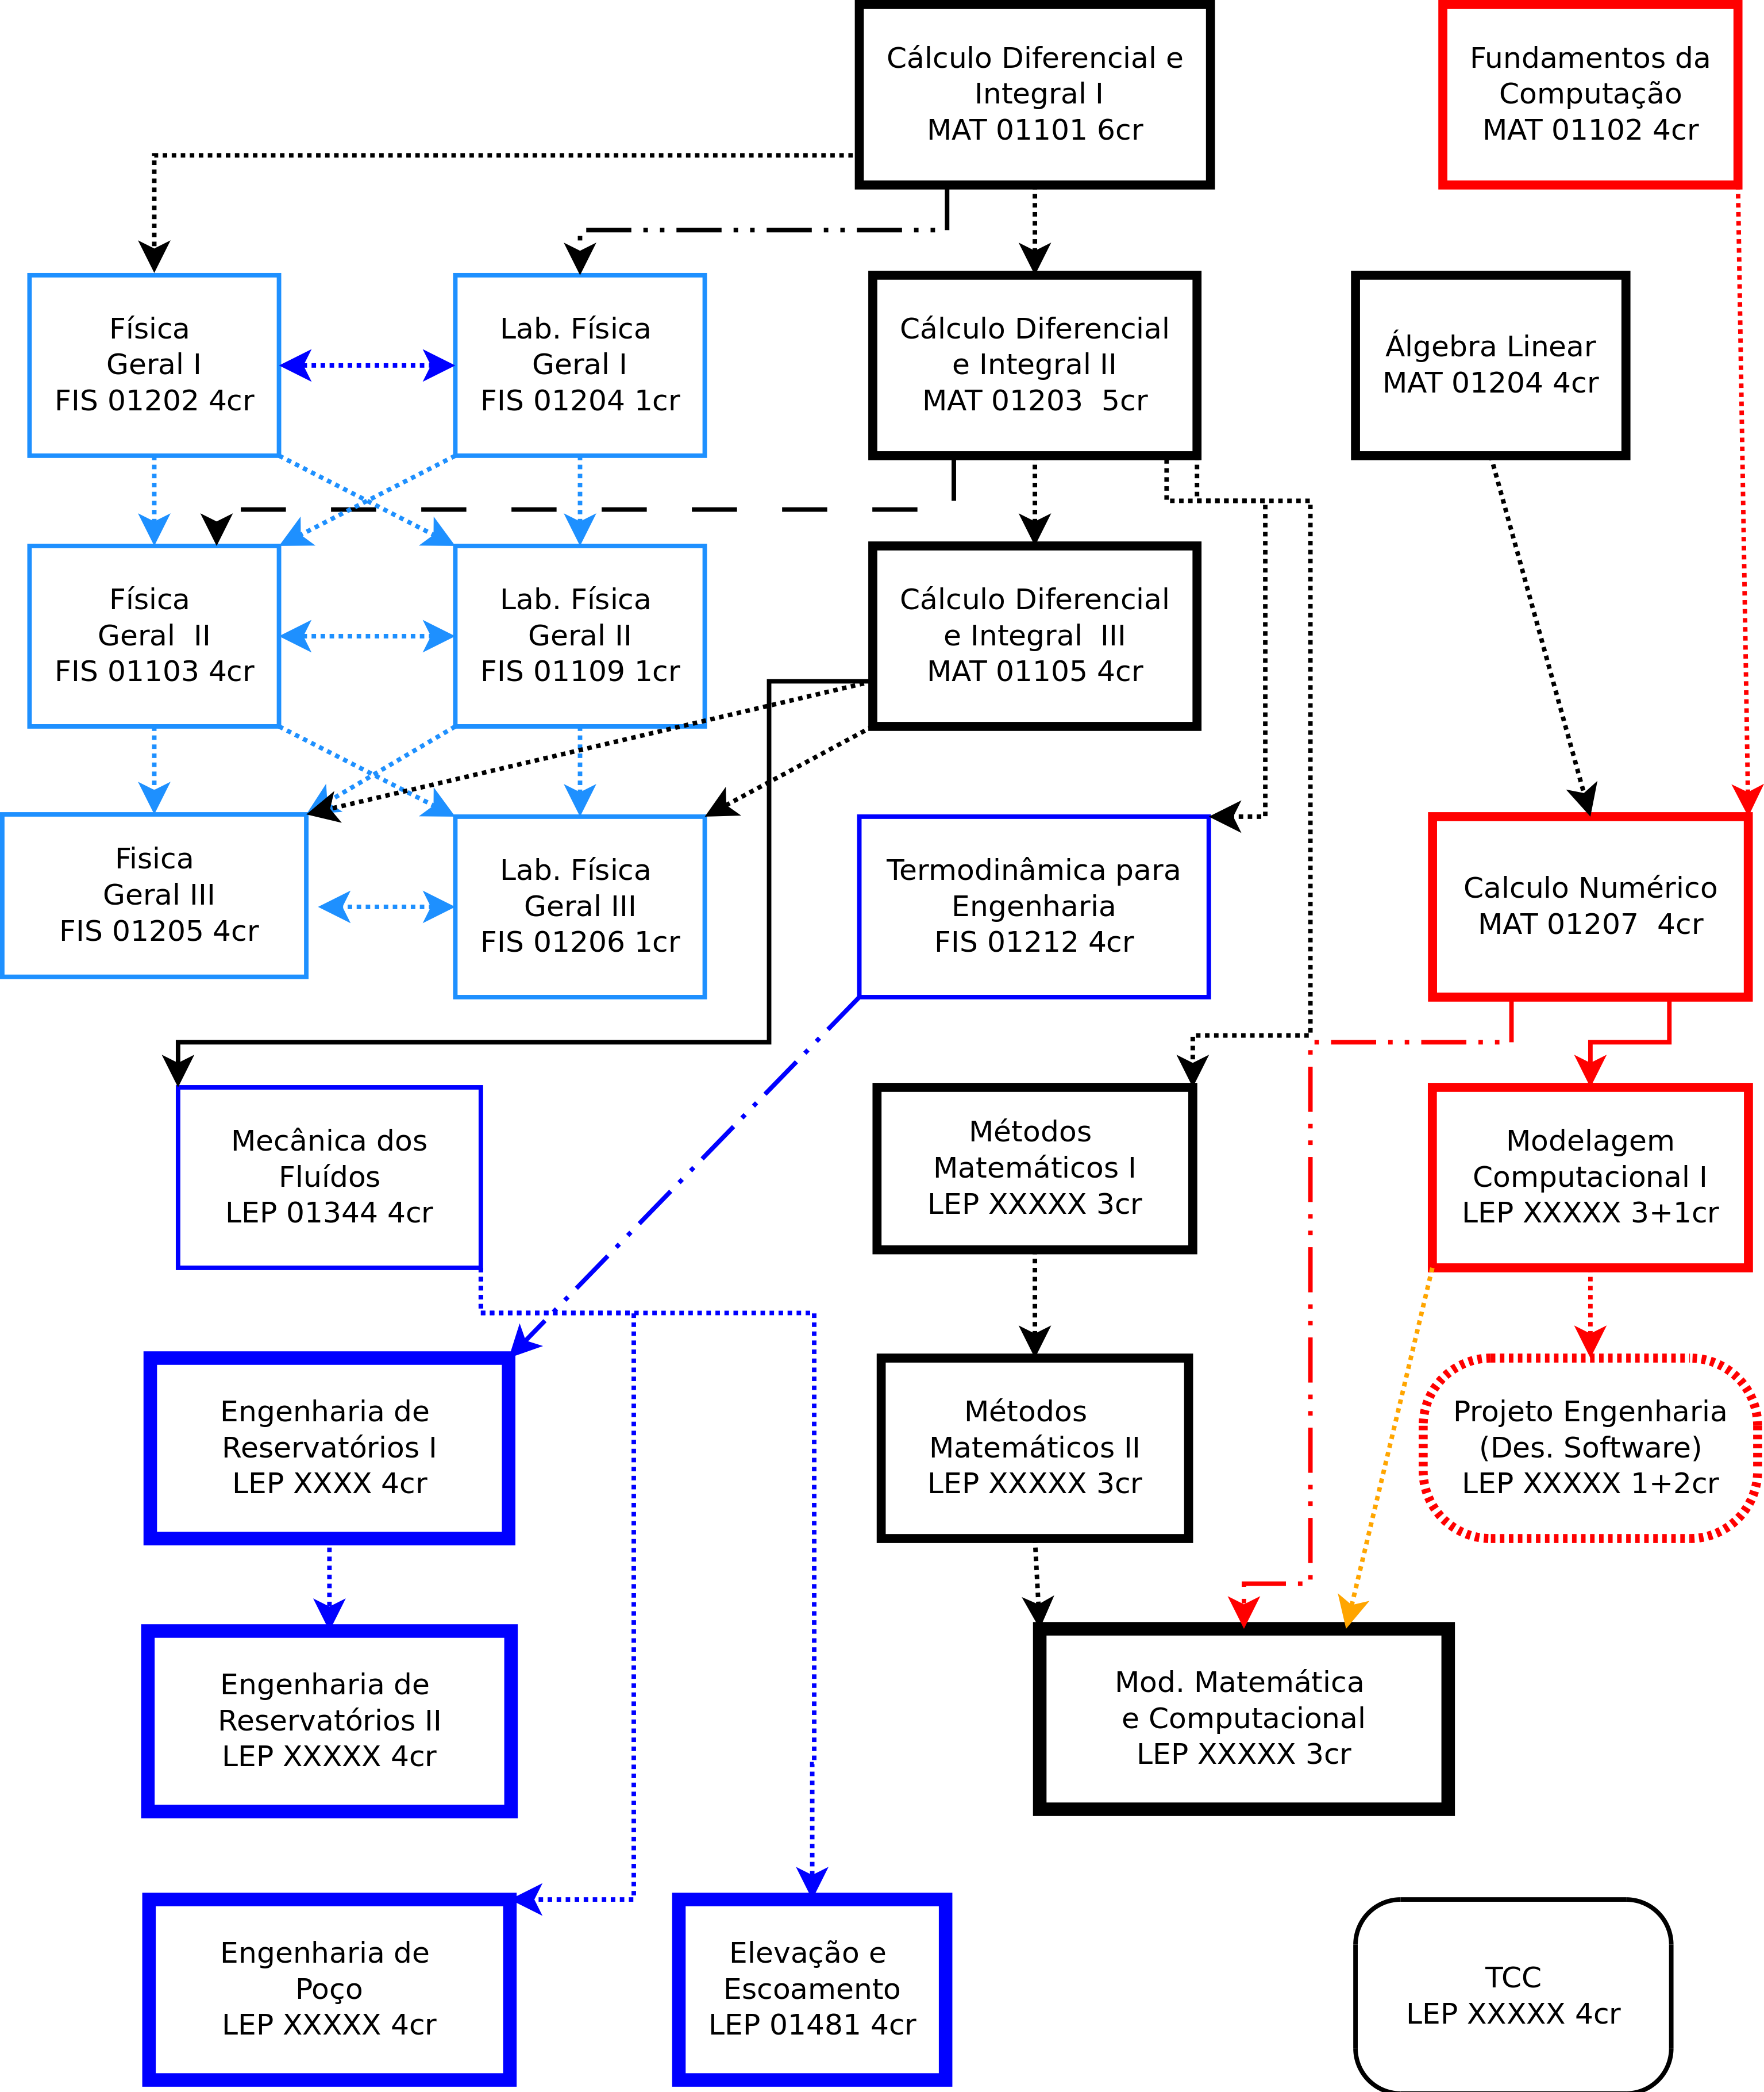 Cálculo Diferencial e
Integral I
MAT 01101 6cr
Fundamentos da
Computação
MAT 01102 4cr
Física
Geral I
FIS 01202 4cr
Lab. Física
Geral I
FIS 01204 1cr
Cálculo Diferencial
e Integral II
MAT 01203  5cr
Álgebra Linear
MAT 01204 4cr
Física
Geral  II
FIS 01103 4cr
Lab. Física
Geral II
FIS 01109 1cr
Cálculo Diferencial
e Integral  III
MAT 01105 4cr
Fisica
Geral III
FIS 01205 4cr
Lab. Física
Geral III
FIS 01206 1cr
Termodinâmica para
Engenharia
FIS 01212 4cr
Calculo Numérico
MAT 01207  4cr
Mecânica dos
Fluídos
LEP 01344 4cr
Métodos
Matemáticos I
LEP XXXXX 3cr
Modelagem
Computacional I
LEP XXXXX 3+1cr
Engenharia de
Reservatórios I
LEP XXXX 4cr
Métodos
Matemáticos II
LEP XXXXX 3cr
Projeto Engenharia
(Des. Software)
LEP XXXXX 1+2cr
Engenharia de
Reservatórios II
LEP XXXXX 4cr
Mod. Matemática
e Computacional
LEP XXXXX 3cr
Engenharia de
Poço
LEP XXXXX 4cr
Elevação e
Escoamento
LEP 01481 4cr
TCC
LEP XXXXX 4cr